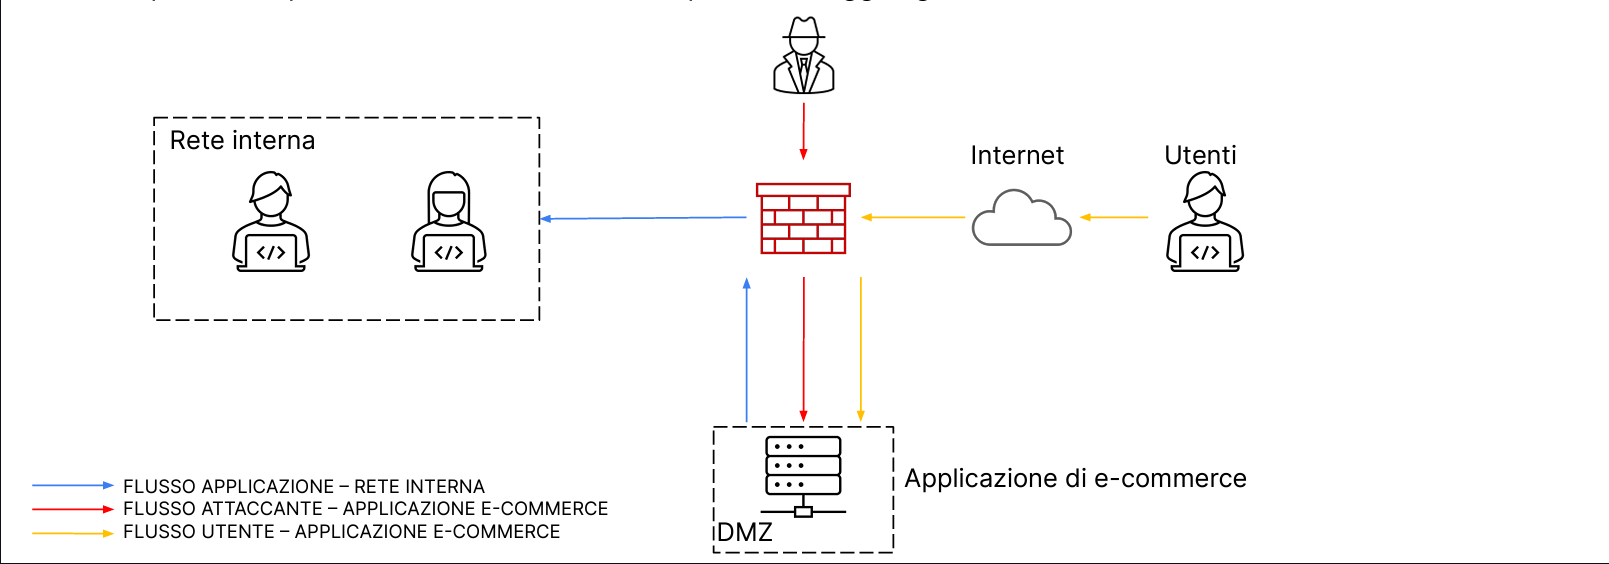 Rete interna
Internet
Utenti
Applicazione di e-commerce
DMZ
FLUSSO APPLICAZIONE – RETE INTERNA
FLUSSO ATTACCANTE – APPLICAZIONE E-COMMERCE
FLUSSO UTENTE – APPLICAZIONE E-COMMERCE